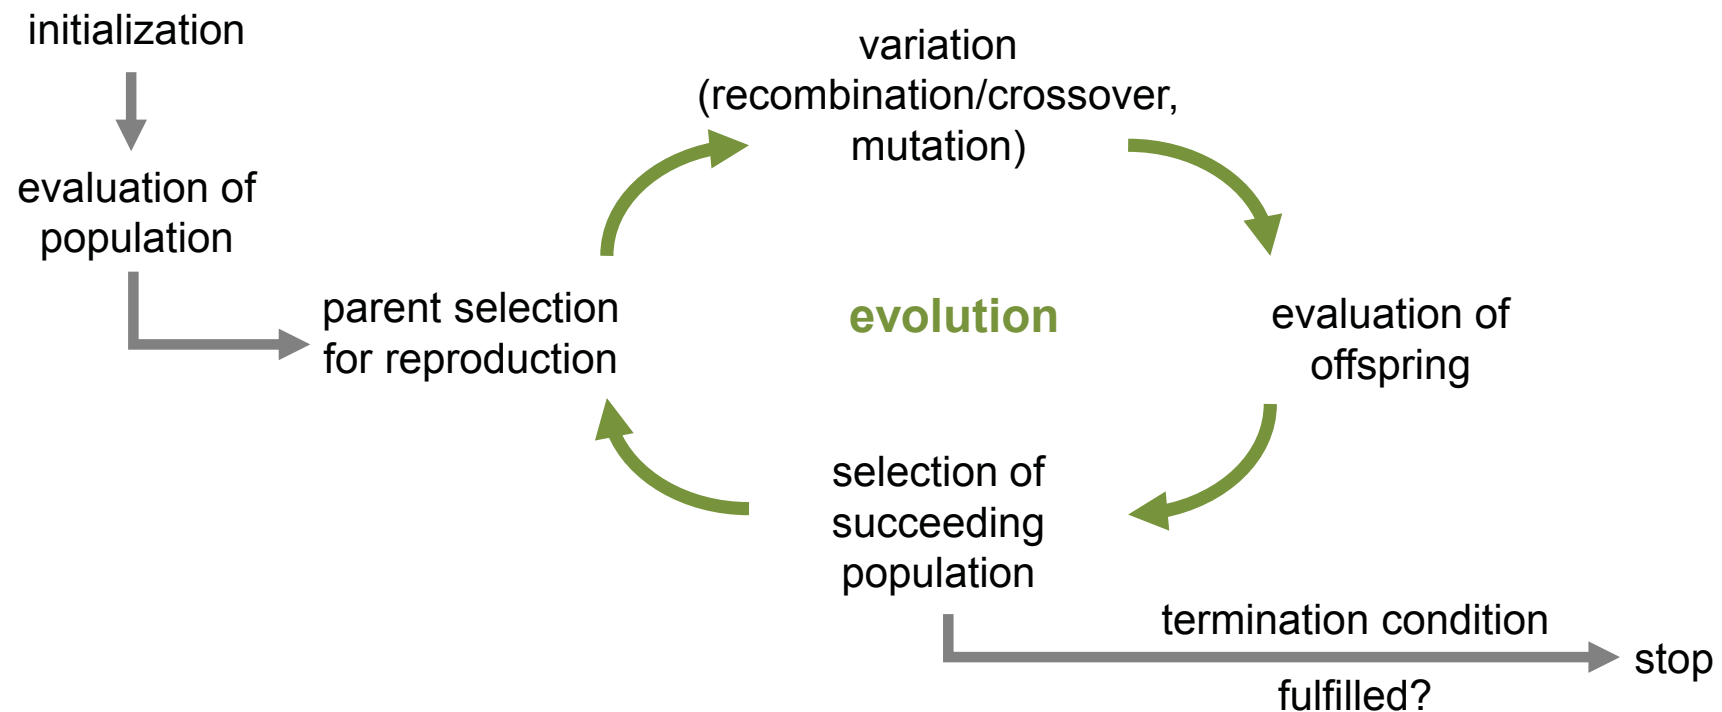 initialization
evaluation of
population
parent selection
for reproduction
variation
(recombination/crossover,
mutation)
evolution
evaluation of
offspring
selection of
succeeding
population
termination condition
fulfilled?
stop